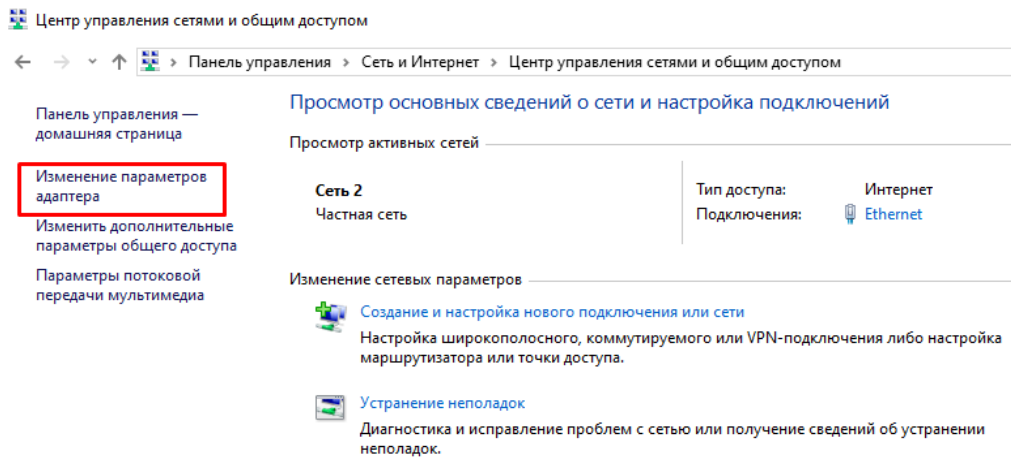 Центр управления сетями и общим доступом
Панель управления > Сеть и Интернет > Центр управления сетями и общим доступом
Панель управления —
домашняя страница
Изменение параметров
адаптера
Изменить дополнительные
параметры общего доступа
Параметры потоковой
передачи мультимедиа
Просмотр основных сведений о сети и настройка подключений
Просмотр активных сетей
Сеть 2
Частная сеть
Тип доступа: Интернет
Подключения: Ethernet
Изменение сетевых параметров
Создание и настройка нового подключения или сети
Настройка широкополосного, коммутируемого или VPN-подключения либо настройка
маршрутизатора или точки доступа.
Устранение неполадок
Диагностика и исправление проблем с сетью или получение сведений об устранении
неполадок.